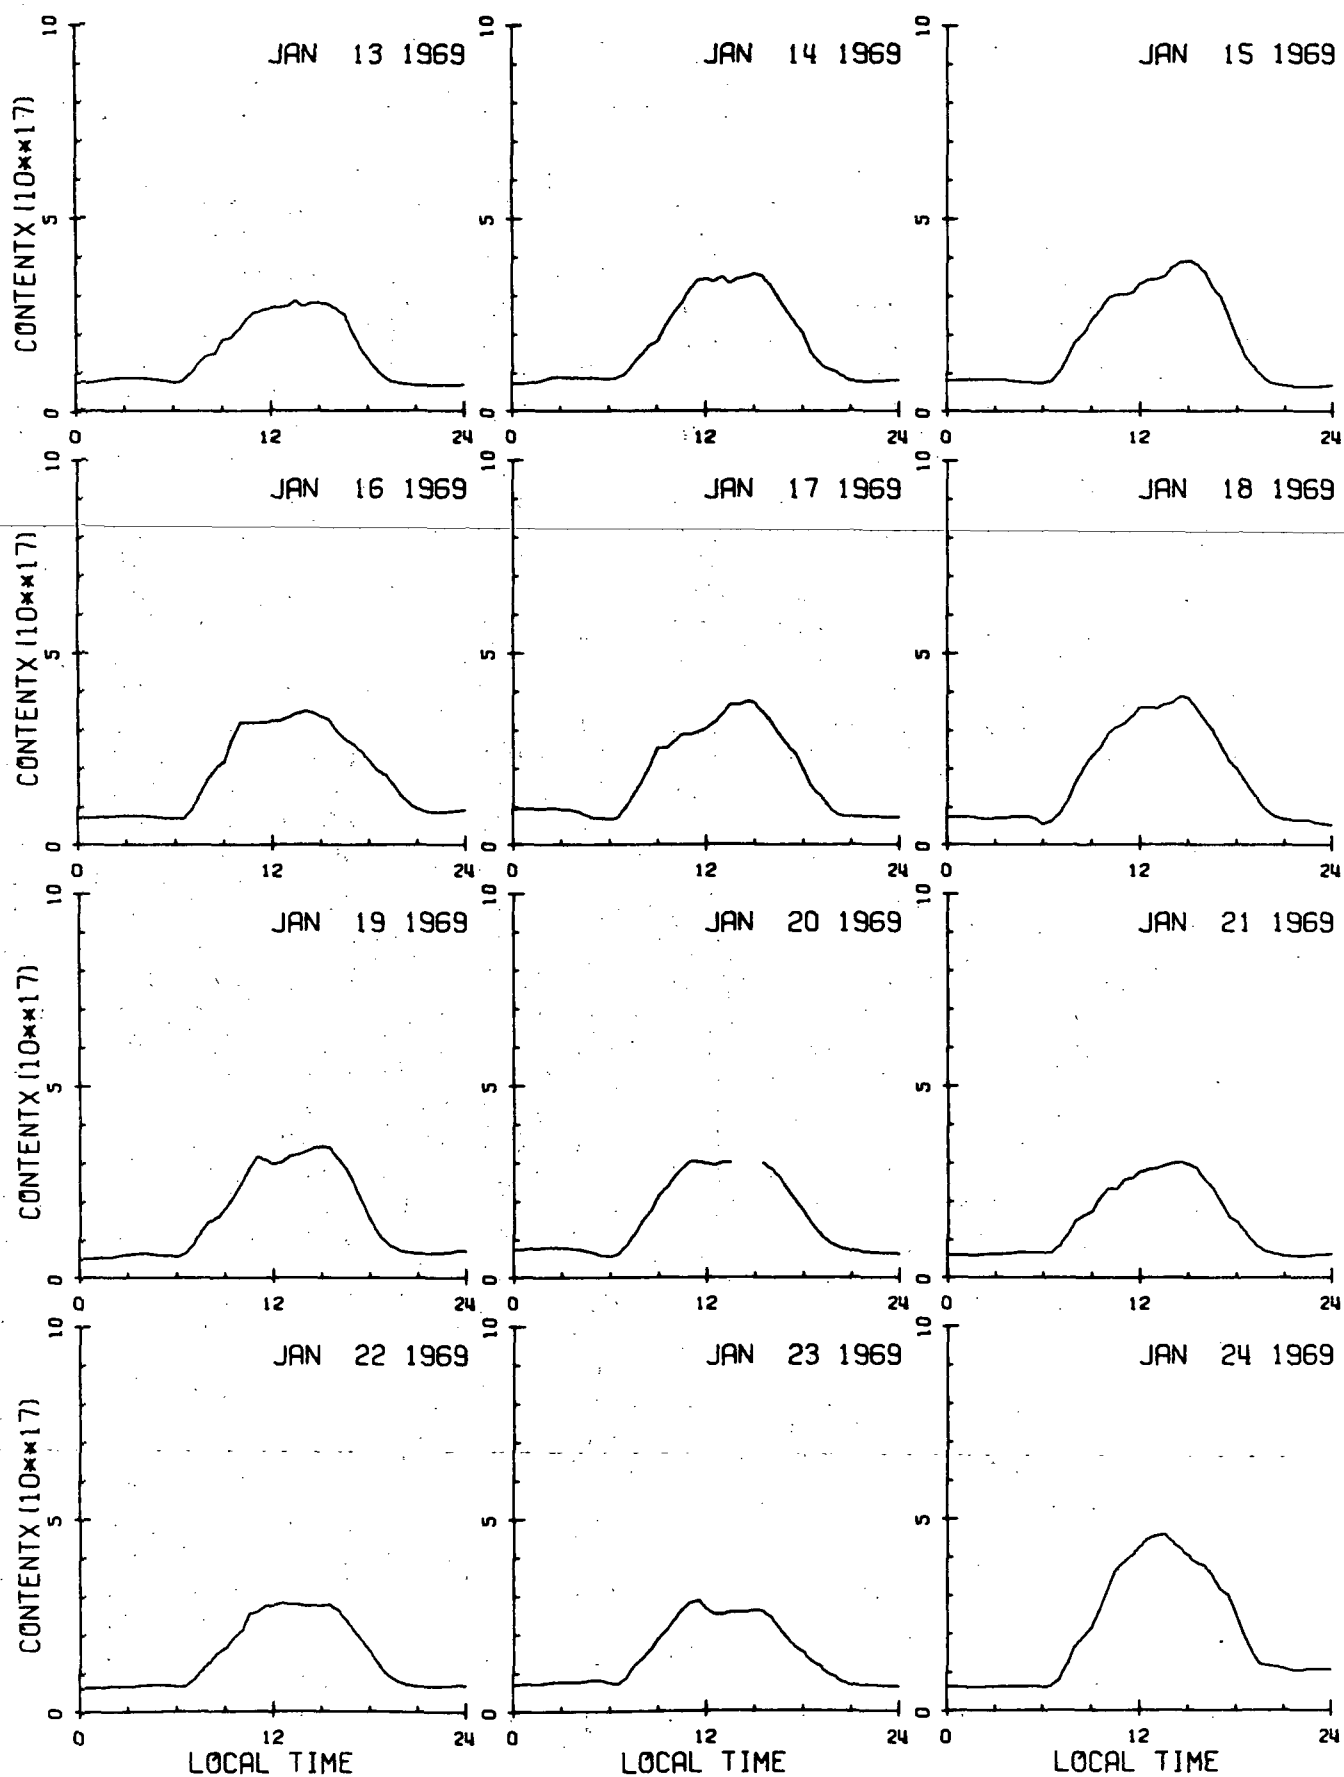 10 JAN 13 1969 10 JAN 14 1969 10 JAN 15 1969
CONTENTX (10**17)
5 5 5
0 0 0
0 12 24 0 12 24 0 12 24
10 JAN 16 1969 10 JAN 17 1969 10 JAN 18 1969
CONTENTX (10**17)
5 5 5
0 0 0
0 12 24 0 12 24 0 12 24
10 JAN 19 1969 10 JAN 20 1969 10 JAN 21 1969
CONTENTX (10**17)
5 5 5
0 0 0
0 12 24 0 12 24 0 12 24
10 JAN 22 1969 10 JAN 23 1969 10 JAN 24 1969
CONTENTX (10**17)
5 5 5
0 0 0
0 12 24 0 12 24 0 12 24
LOCAL TIME LOCAL TIME LOCAL TIME